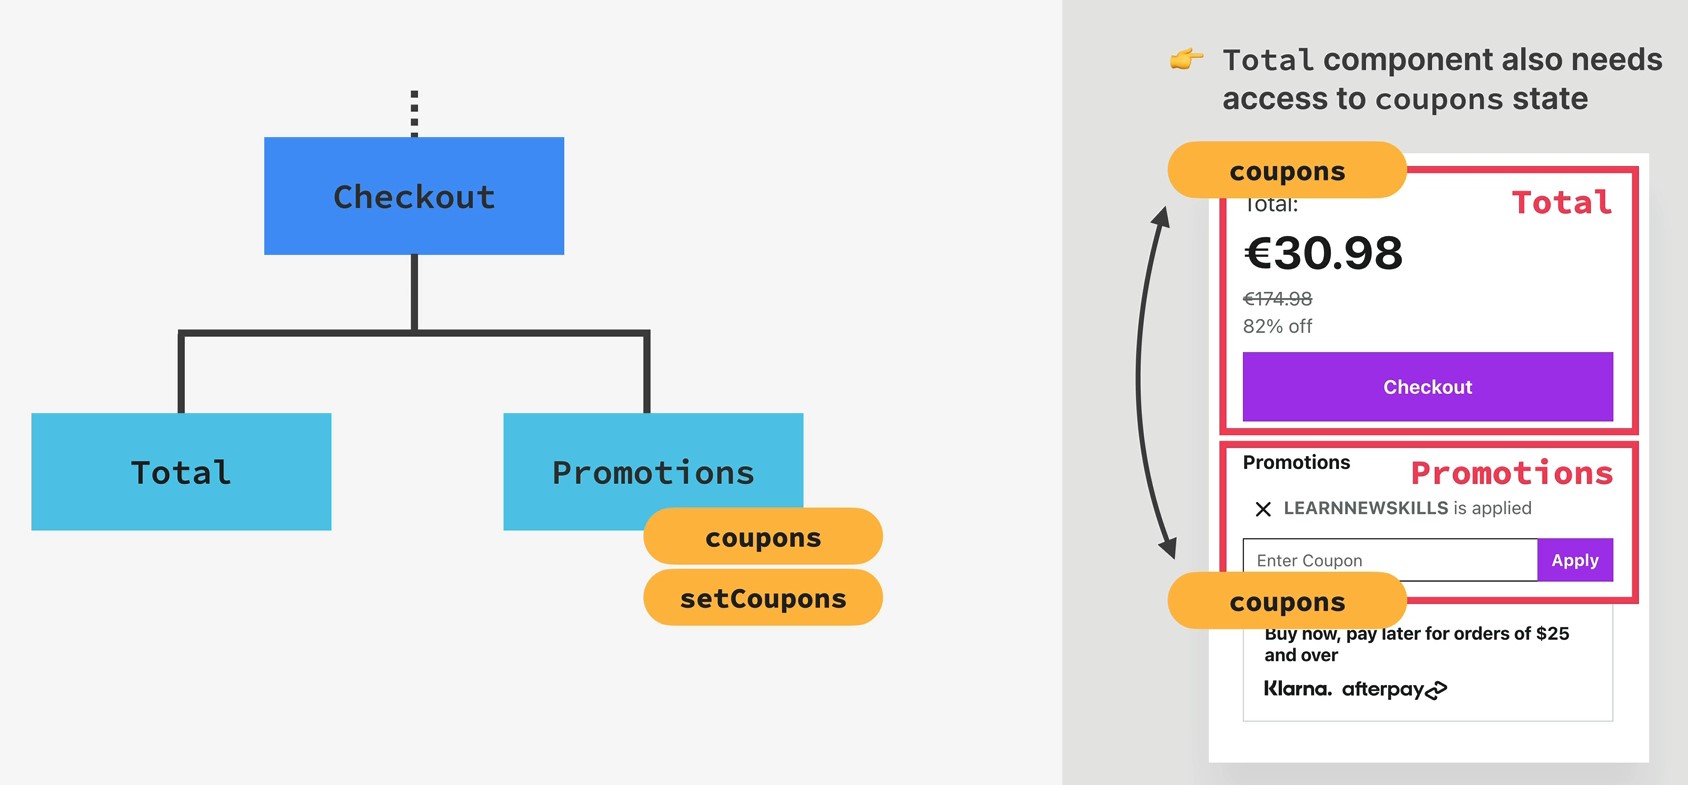 Checkout
Total
Promotions
coupons
setCoupons
Total component also needs
access to coupons state
coupons
Total:
Total
€30.98
€174.98
82% off
Checkout
Promotions
Promotions
LEARNNEWSKILLS is applied
Enter Coupon
Apply
coupons
Buy now, pay later for orders of $25
and over
Klarna. afterpay